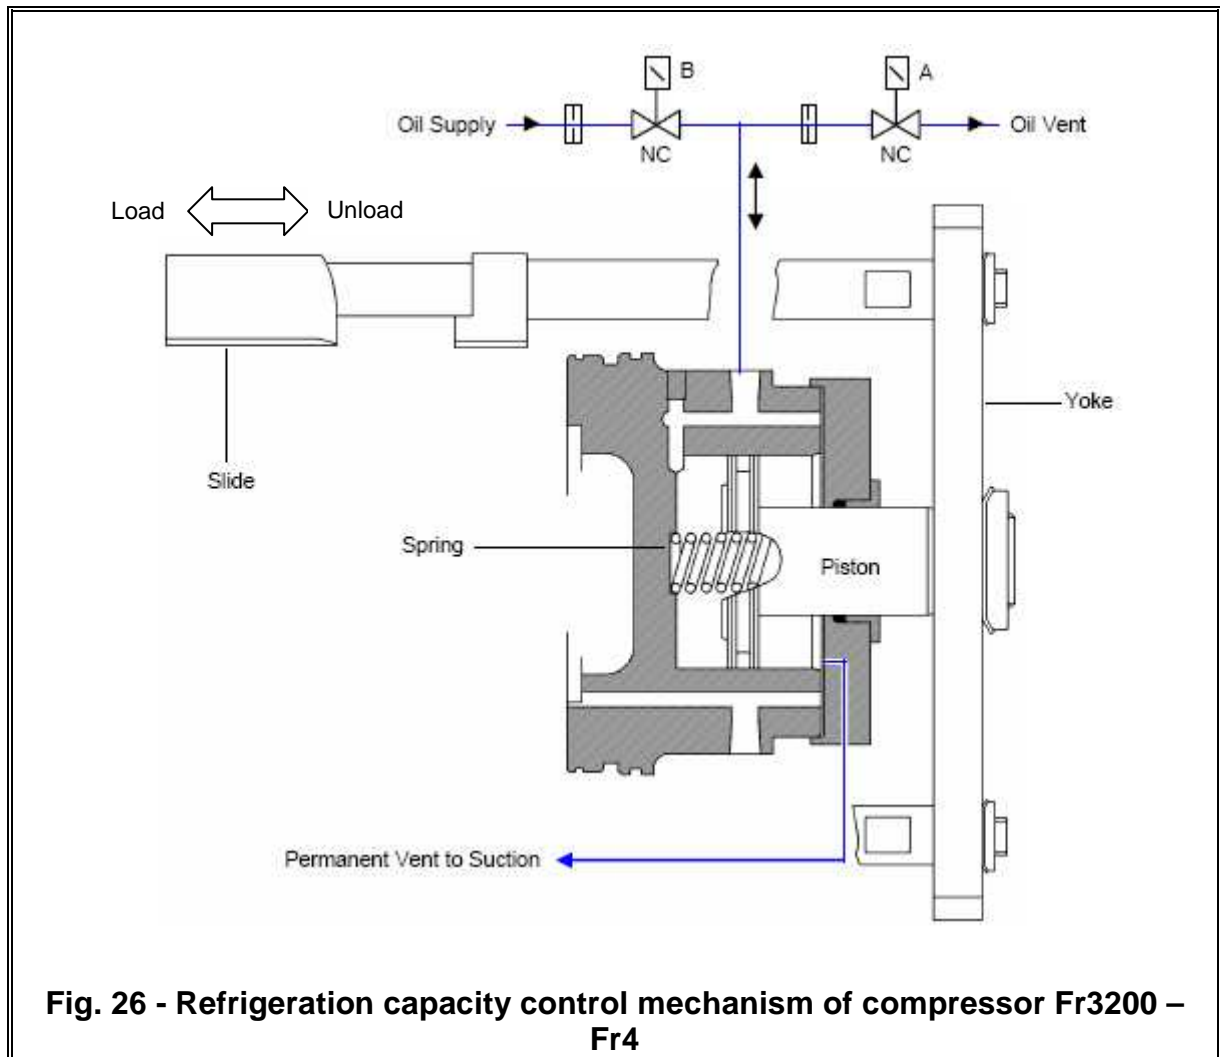 B
A
Oil Supply
Oil Vent
NC
NC
Load
Unload
Yoke
Slide
Spring
Piston
Permanent Vent to Suction
Fig. 26 - Refrigeration capacity control mechanism of compressor Fr3200 –
Fr4